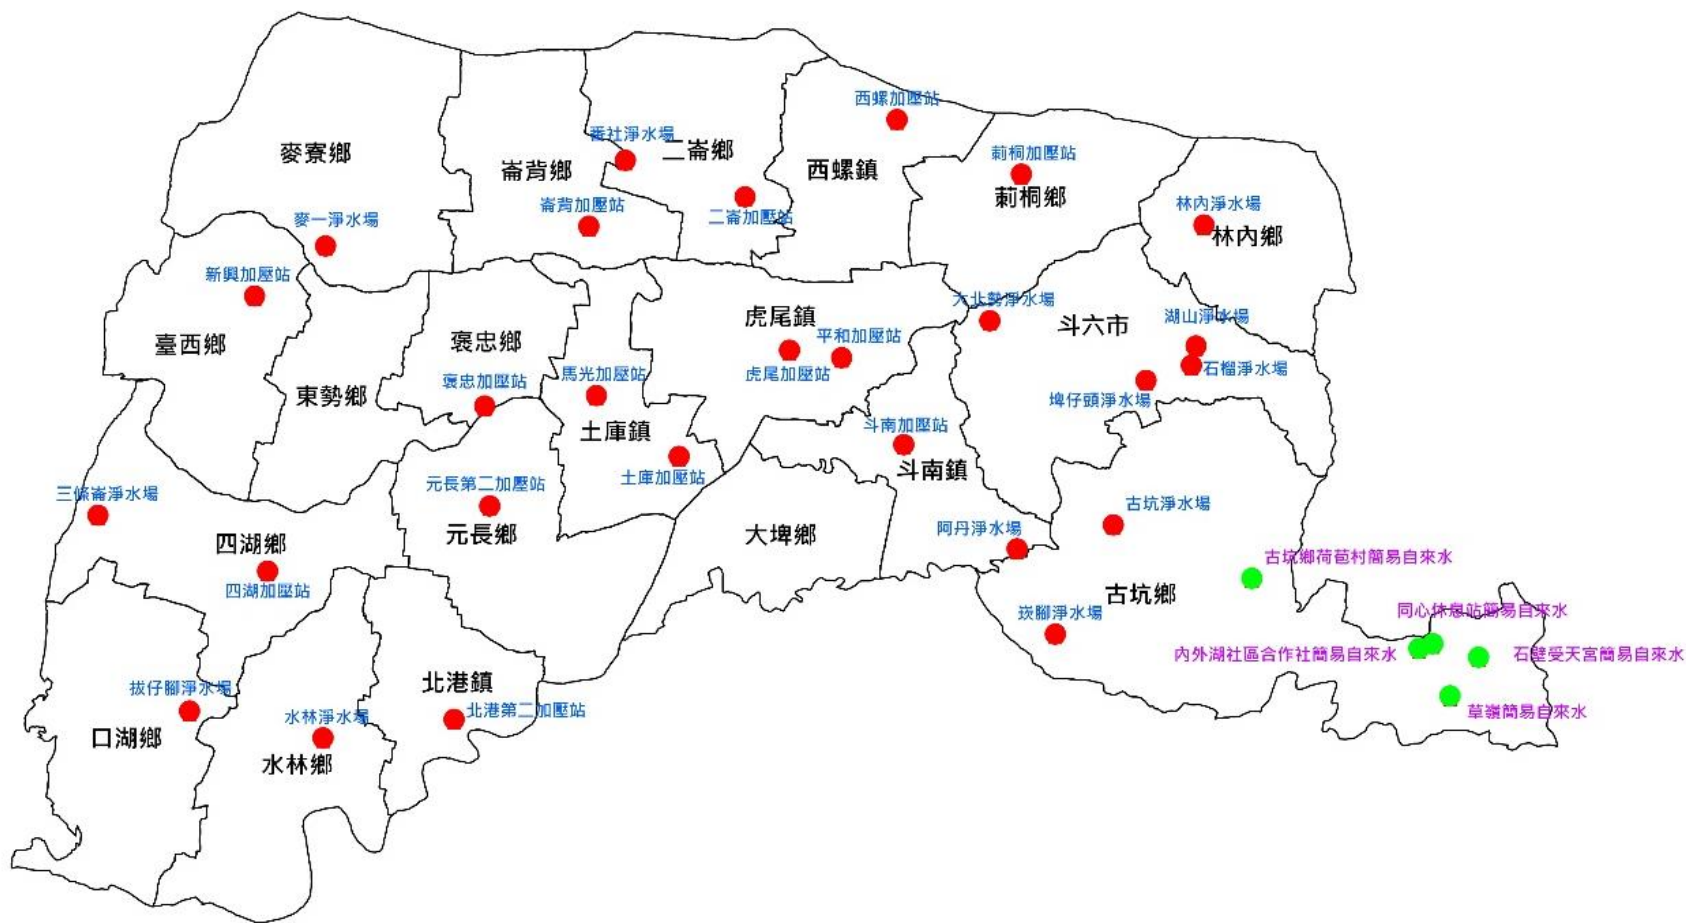 西螺加壓站
番社淨水場
二崙鄉
麥寮鄉
崙背鄉
西螺鎮
莿桐加壓站
莿桐鄉
崙背加壓站
二崙加壓站
林內淨水場
林內鄉
麥一淨水場
新興加壓站
臺西鄉
東勢鄉
褒忠鄉
褒忠加壓站
馬光加壓站
土庫鎮
土庫加壓站
虎尾鎮
平和加壓站
虎尾加壓站
大北勢淨水場
斗六市
湖山淨水場
石榴淨水場
埤仔頭淨水場
斗南加壓站
斗南鎮
三條崙淨水場
四湖鄉
四湖加壓站
元長第二加壓站
元長鄉
大埤鄉
阿丹淨水場
古坑淨水場
古坑鄉
崁腳淨水場
古坑鄉荷苞村簡易自來水
同心休息站簡易自來水
內外湖社區合作社簡易自來水
石壁受天宮簡易自來水
草嶺簡易自來水
拔仔腳淨水場
口湖鄉
水林淨水場
水林鄉
北港鎮
北港第二加壓站